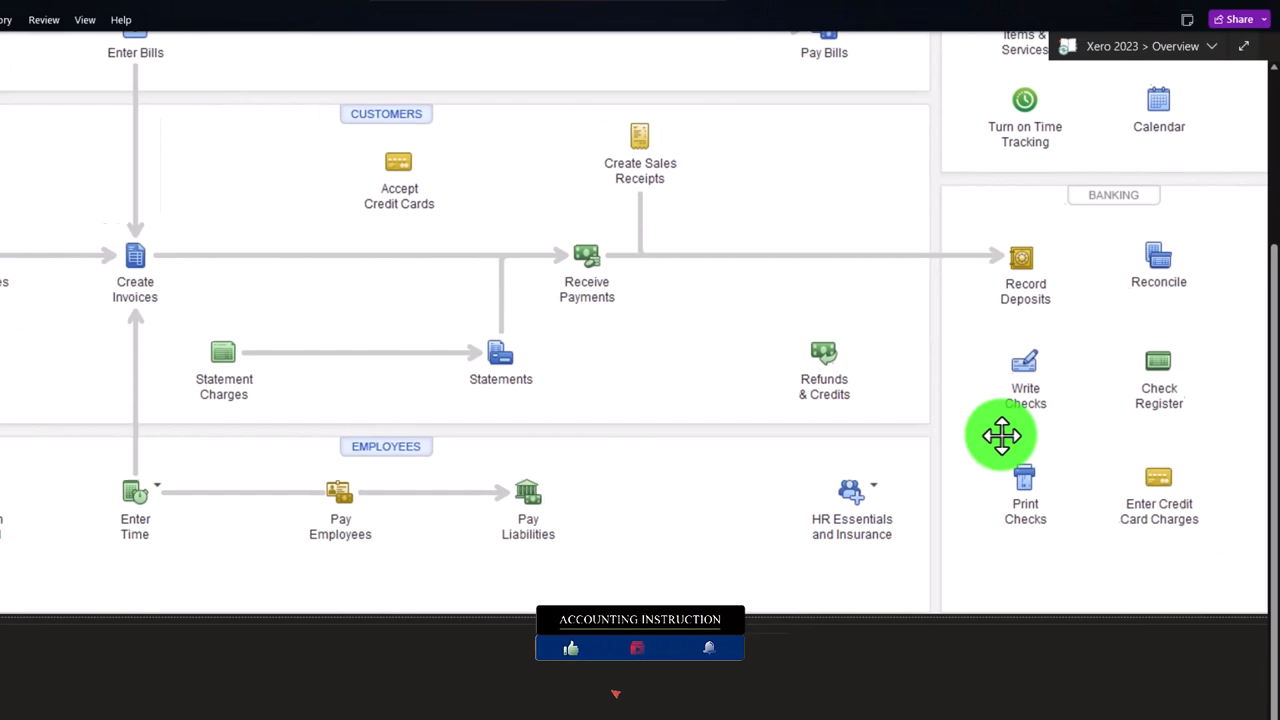 ory Review View Help
Share
Xero 2023 > Overview
Enter Bills
Pay Bills
Items &
Services
CUSTOMERS
Turn on Time
Tracking
Calendar
Accept
Credit Cards
Create Sales
Receipts
BANKING
es
Create
Invoices
Receive
Payments
Record
Deposits
Reconcile
Statement
Charges
Statements
Refunds
& Credits
Write
Checks
Check
Register
EMPLOYEES
Enter
Time
Pay
Employees
Pay
Liabilities
HR Essentials
and Insurance
Print
Checks
Enter Credit
Card Charges
ACCOUNTING INSTRUCTION